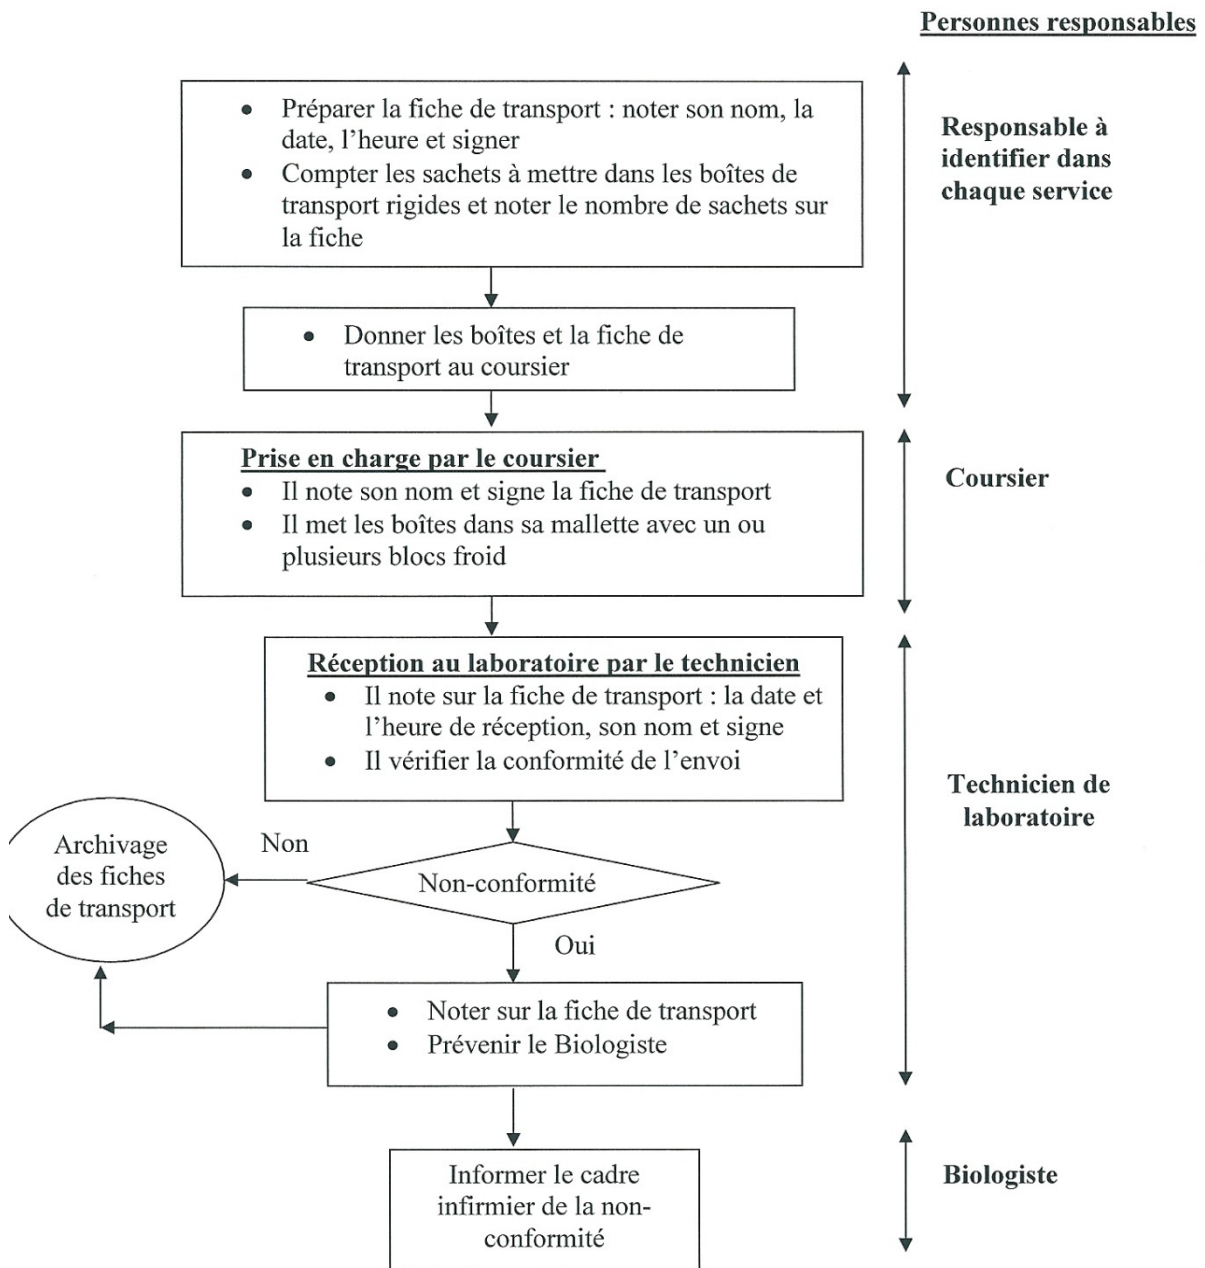 Personnes responsables
• Préparer la fiche de transport : noter son nom, la
date, l'heure et signer
• Compter les sachets à mettre dans les boîtes de
transport rigides et noter le nombre de sachets sur
la fiche
Responsable à
identifier dans
chaque service
• Donner les boîtes et la fiche de
transport au coursier
Prise en charge par le coursier
• Il note son nom et signe la fiche de transport
• Il met les boîtes dans sa mallette avec un ou
plusieurs blocs froid
Coursier
Réception au laboratoire par le technicien
• Il note sur la fiche de transport : la date et
l'heure de réception, son nom et signe
• Il vérifier la conformité de l'envoi
Technicien de
laboratoire
Archivage
des fiches
de transport
Non
Non-conformité
Oui
• Noter sur la fiche de transport
• Prévenir le Biologiste
Informer le cadre
infirmier de la non-
conformité
Biologiste